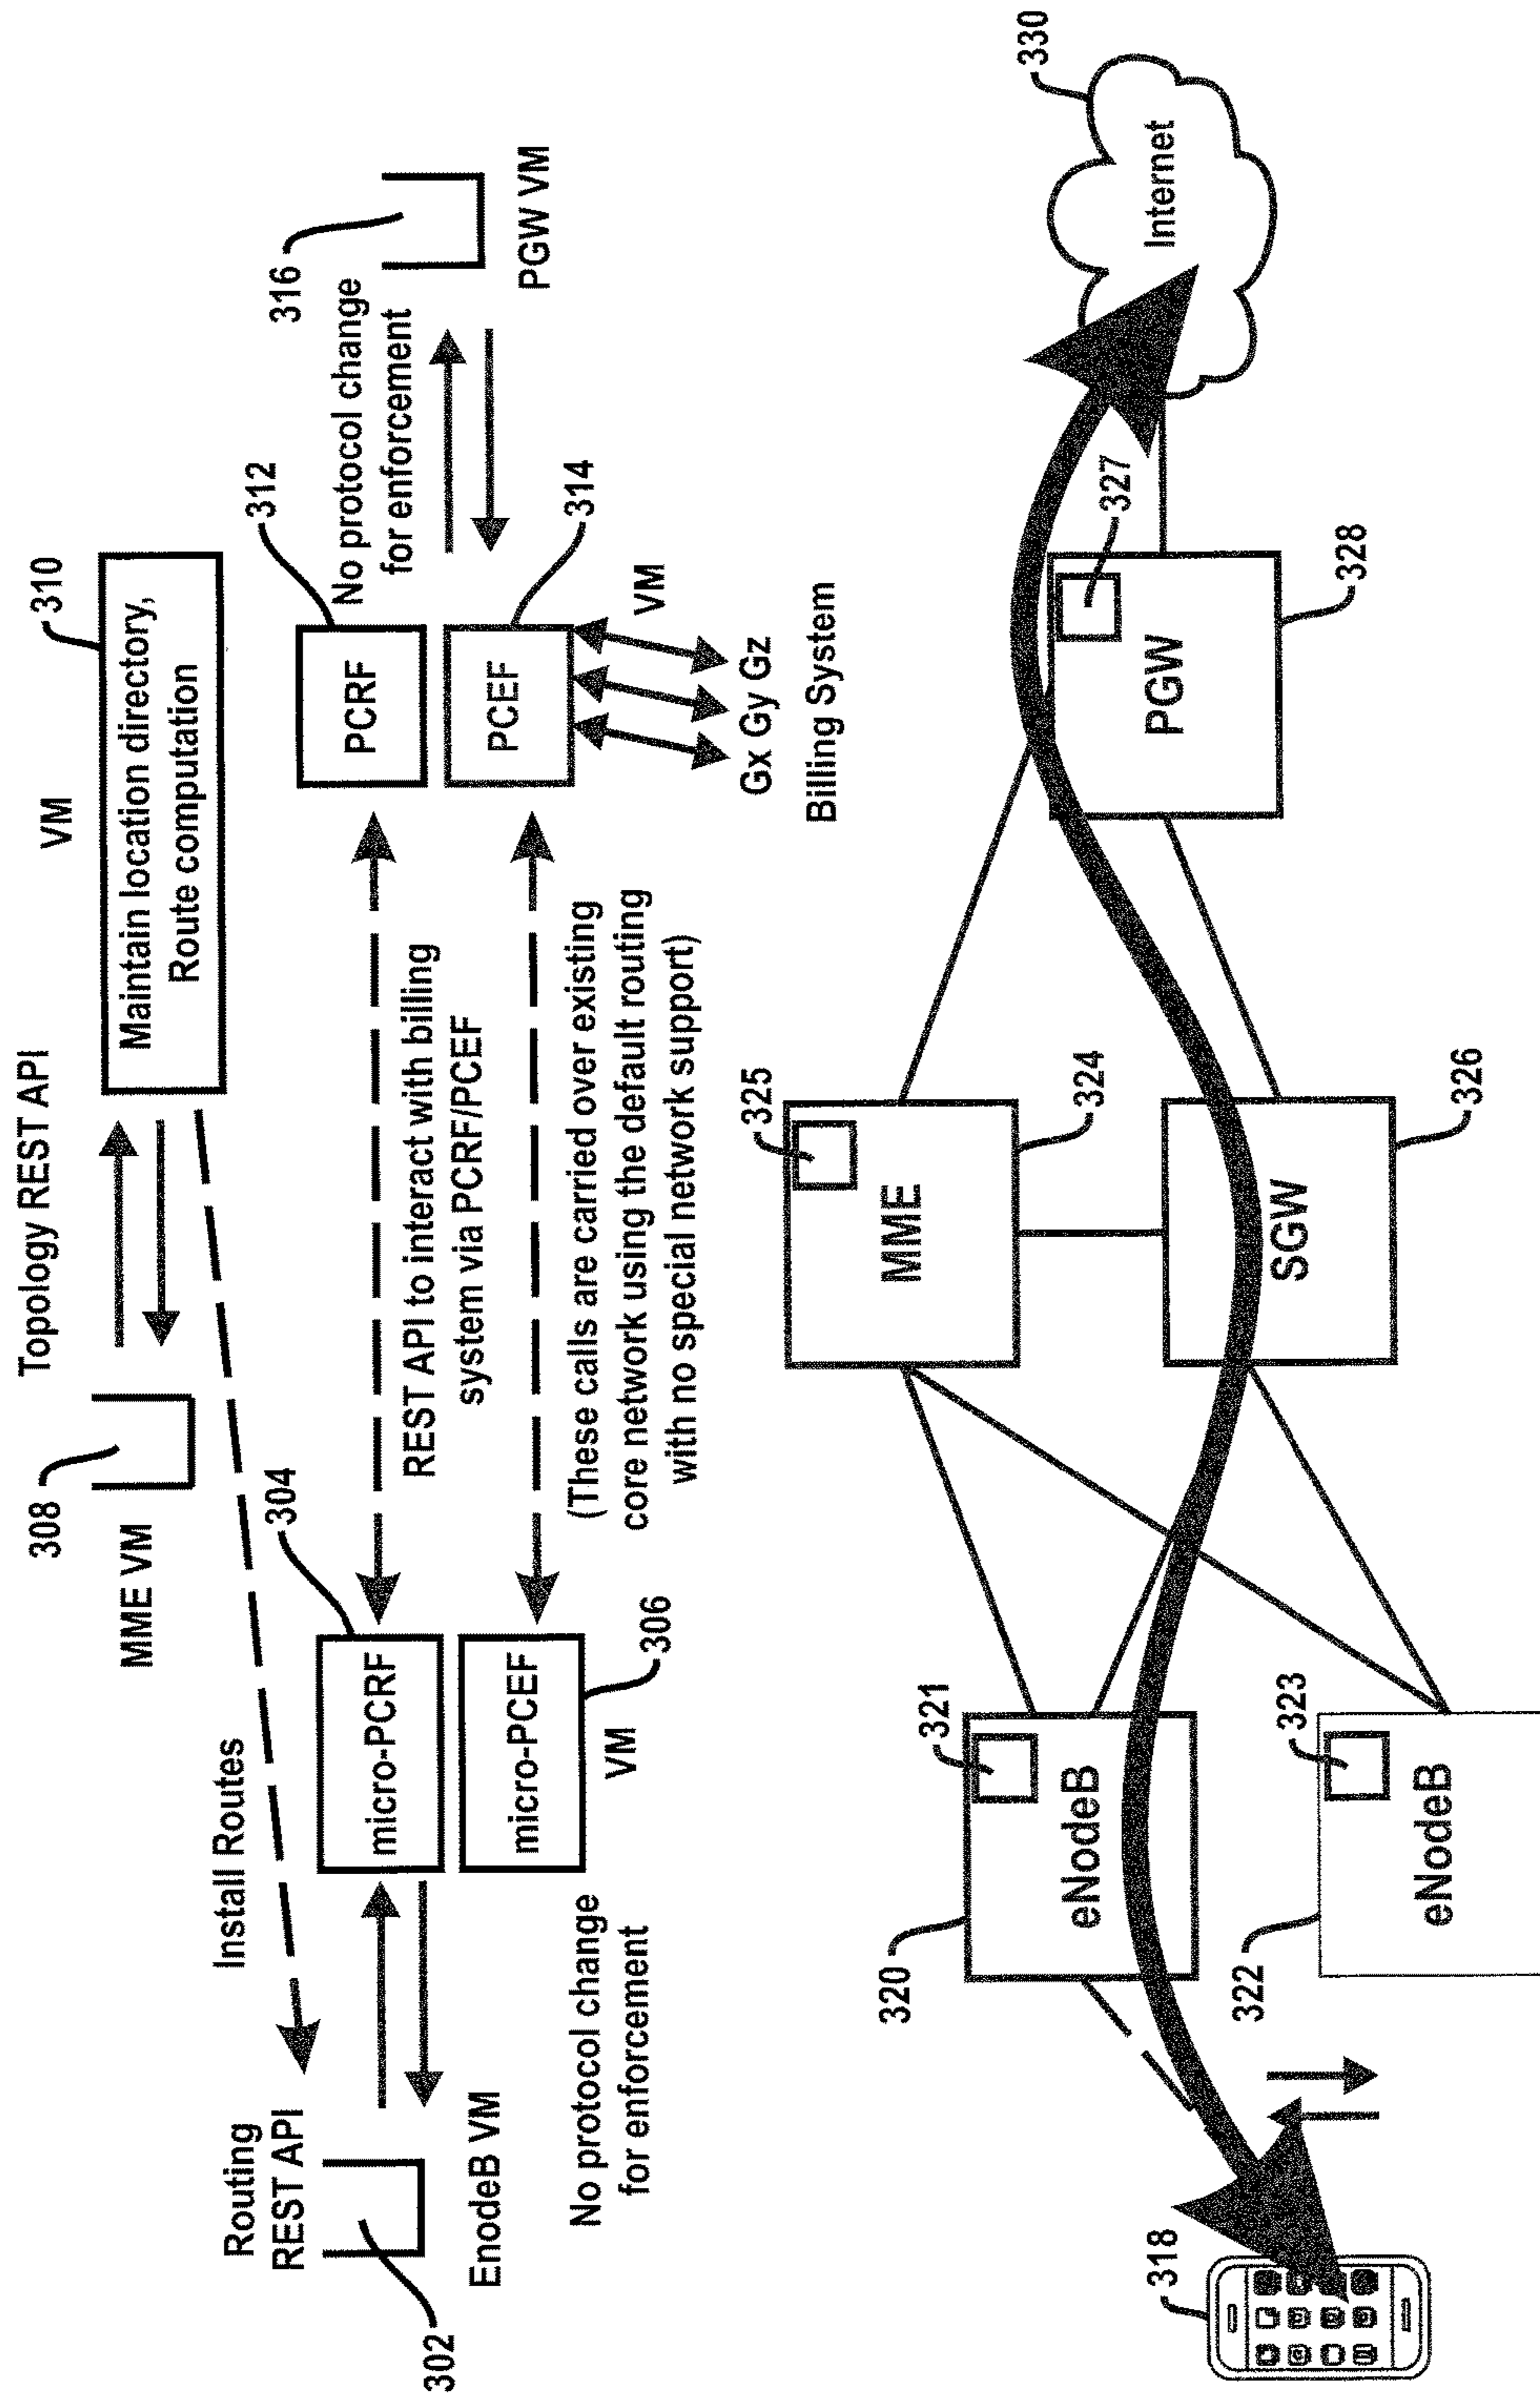 Topology REST API
VM
310
308
MME VM
Maintain location directory,
Route computation
Install Routes
Routing
REST API
302
EnodeB VM
304
micro-PCRF
micro-PCEF
306
VM
No protocol change
for enforcement
REST API to interact with billing
system via PCRF/PCEF
(These calls are carried over existing
core network using the default routing
with no special network support)
312
PCRF
PCEF
314
VM
Gx Gy Gz
Billing System
No protocol change
for enforcement
316
PGW VM
318
320
321
eNodeB
322
323
eNodeB
325
MME
324
SGW
326
327
PGW
328
330
Internet